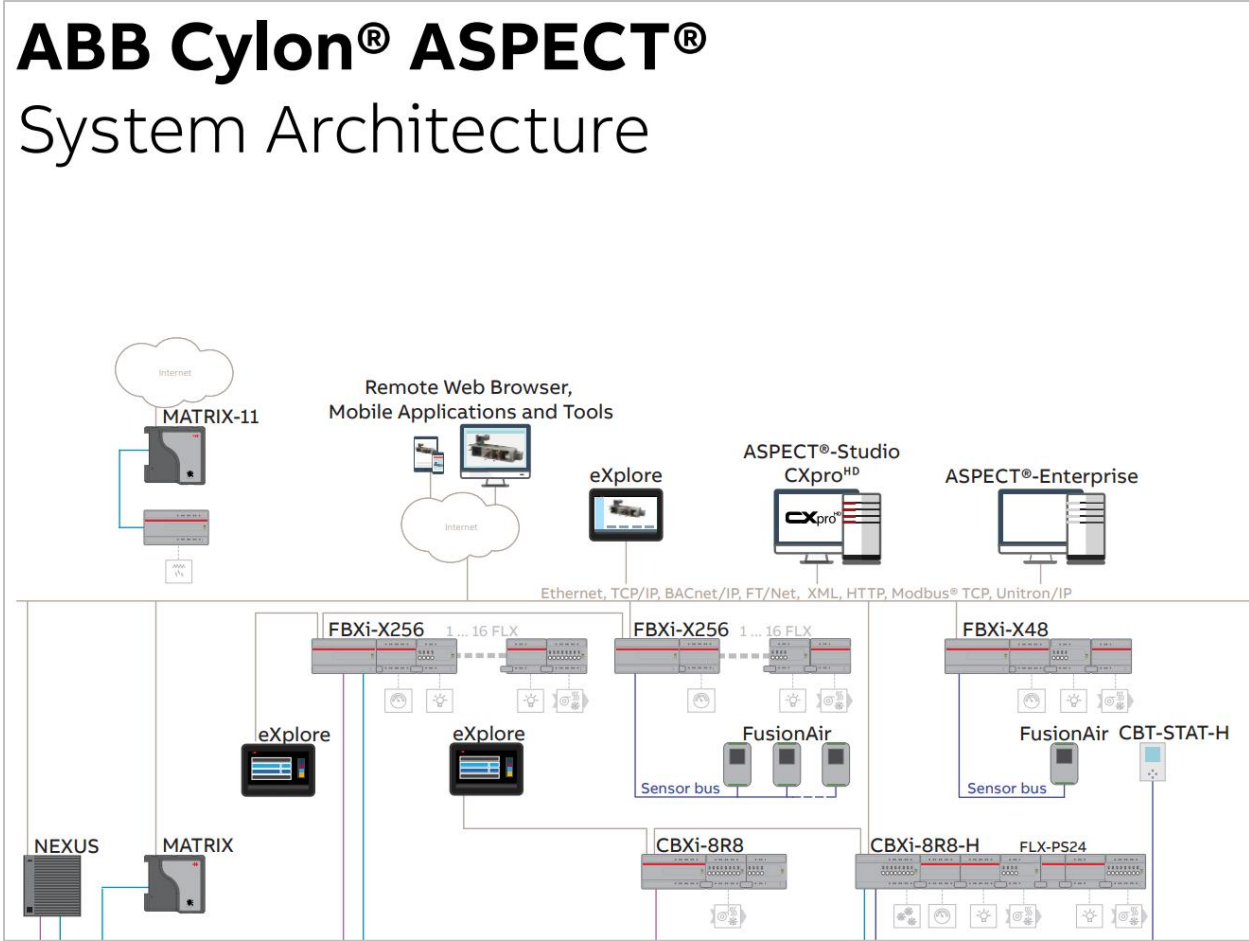 ABB Cylon® ASPECT®
System Architecture
Internet
MATRIX-11
Remote Web Browser,
Mobile Applications and Tools
Internet
eXplore
ASPECT®-Studio
CXproᴴᴰ
CXproᴴᴰ
ASPECT®-Enterprise
Ethernet, TCP/IP, BACnet/IP, FT/Net, XML, HTTP, Modbus® TCP, Unitron/IP
FBXi-X256 1 ... 16 FLX
FBXi-X256 1 ... 16 FLX
FBXi-X48
eXplore
eXplore
FusionAir
FusionAir
CBT-STAT-H
Sensor bus
Sensor bus
NEXUS
MATRIX
CBXi-8R8
CBXi-8R8-H
FLX-PS24